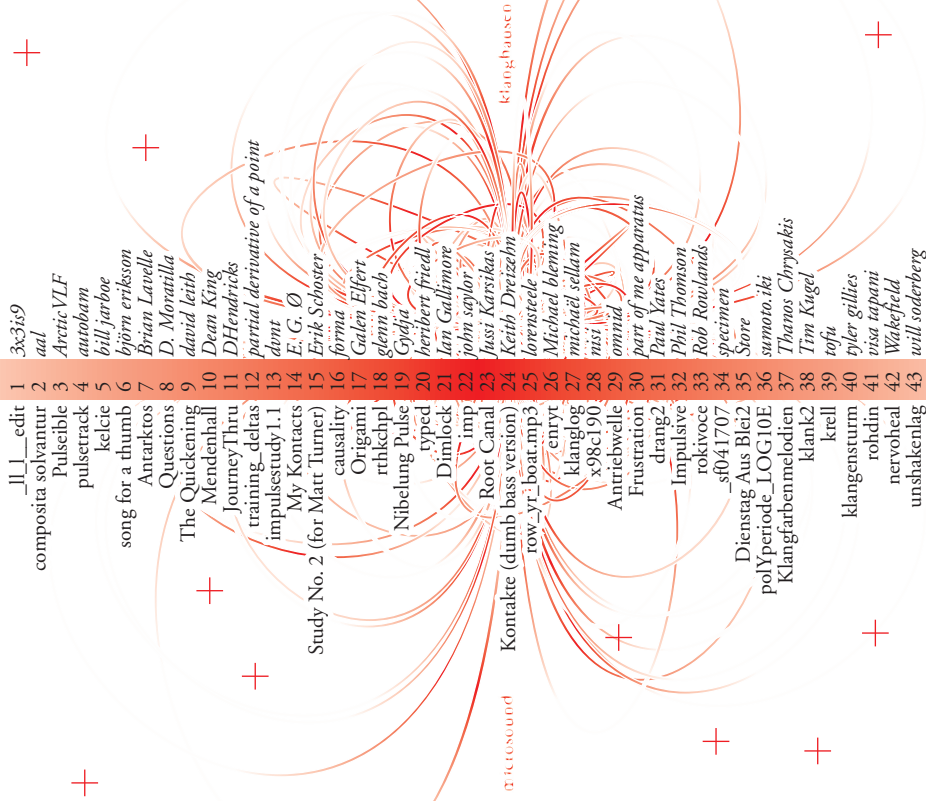 _ll_l__edit 1 3x3is9
composita solvantur 2 aal
Pulseible 3 Arctic VLF
pulsetrack 4 autobam
kelcie 5 bill jarboe
song for a thumb 6 björn eriksson
Antarktos 7 Brian Lavelle
Questions 8 D. Moratilla
The Quickening 9 david leith
Mendenhall 10 Dean King
JourneyThru 11 DHendricks
training_deltas 12 partial derivative of a point
impulsestudy1.1 13 dvnt
My Kontacts 14 E. G. Ø
Study No. 2 (for Matt Turner) 15 Erik Schoster
causality 16 forma
Origami 17 Galen Elfert
rthkchpl 18 glenn bach
Nibelung Pulse 19 Gydja
typed 20 heribert friedl
Dimlock 21 Ian Gallimore
imp 22 john saylor
Root Canal 23 Jussi Karsikas
microsound
Kontakte (dumb bass version) 24 Keith Dreizehn
klanghausen
row_yr_boat.mp3 25 lorensteele
enryt 26 Michael blemming
klanglog 27 michaël sellam
x98c190 28
Antriebwelle 29
Frustration 30 part of me apparatus
drang2 31 Paul Yates
Impulsive 32 Phil Thomson
rokivoce 33 Rob Rowlands
_sf041707 34 specimen
Dienstag Aus Blei2 35 Store
polYperiode_LOG10E 36 sumoto.iki
Klangfarbenmelodien 37 Thanos Chrysakis
klank2 38 Tim Kugel
krell 39 tofu
klangensturm 40 tyler gillies
rohdin 41 visa tapani
nervoheal 42 Wakefield
unshakenlag 43 will soderberg